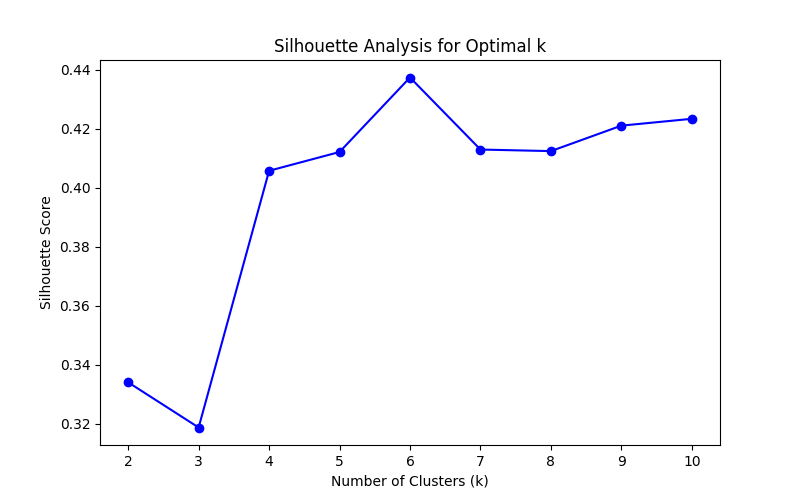 Silhouette Analysis for Optimal k
0.44
0.42
0.40
0.38
0.36
0.34
0.32
Silhouette Score
2 3 4 5 6 7 8 9 10
Number of Clusters (k)